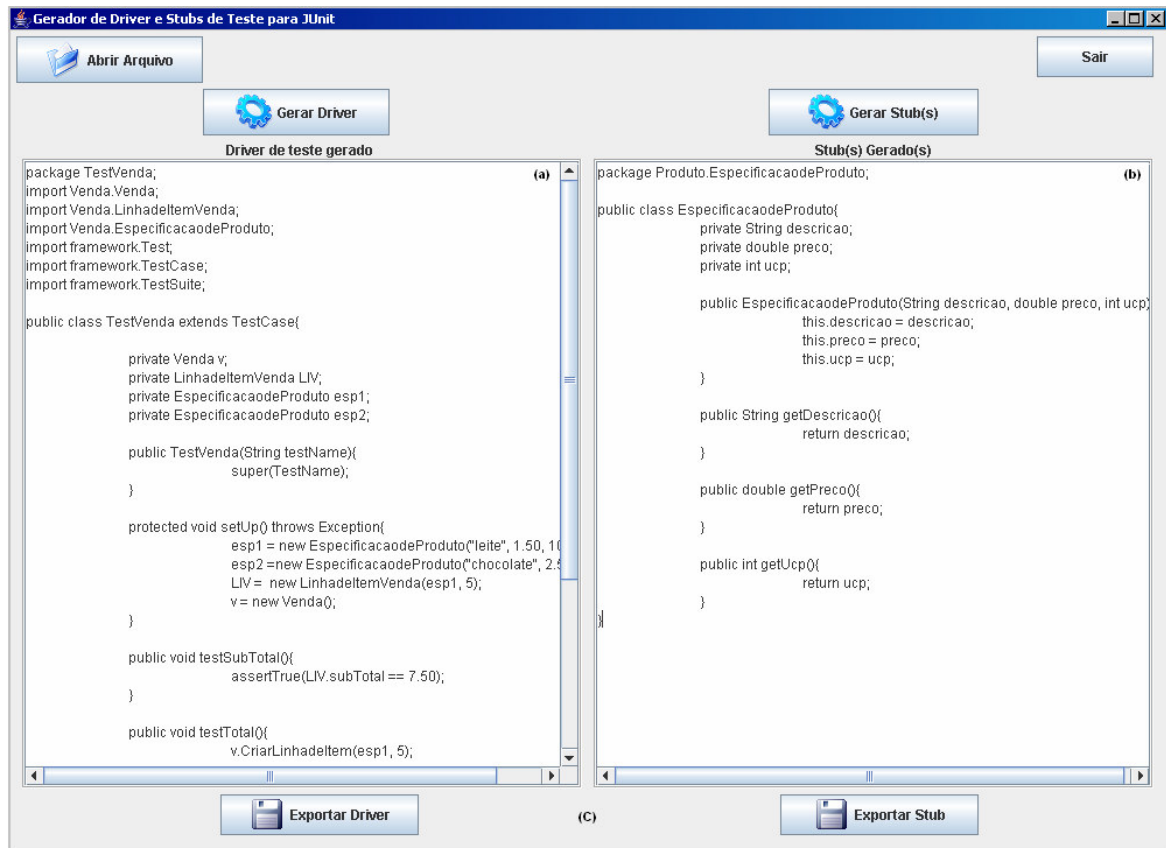 Gerador de Driver e Stubs de Teste para JUnit
Abrir Arquivo
Sair
Gerar Driver
Gerar Stub(s)
Driver de teste gerado
Stub(s) Gerado(s)
(a)
package TestVenda;
import Venda.Venda;
import Venda.LinhadeItemVenda;
import Venda.EspecificacaodeProduto;
import framework.Test;
import framework.TestCase;
import framework.TestSuite;
public class TestVenda extends TestCase{
private Venda v;
private LinhadeItemVenda LIV;
private EspecificacaodeProduto esp1;
private EspecificacaodeProduto esp2;
public TestVenda(String testName){
super(TestName);
}
protected void setUp() throws Exception{
esp1 = new EspecificacaodeProduto("leite", 1.50, 10
esp2 =new EspecificacaodeProduto("chocolate", 2.5
LIV = new LinhadeItemVenda(esp1, 5);
v = new Venda();
}
public void testSubTotal(){
assertTrue(LIV.subTotal == 7.50);
}
public void testTotal(){
v.CriarLinhadeItem(esp1, 5);
(b)
package Produto.EspecificacaodeProduto;
public class EspecificacaodeProduto{
private String descricao;
private double preco;
private int ucp;
public EspecificacaodeProduto(String descricao, double preco, int ucp)
this.descricao = descricao;
this.preco = preco;
this.ucp = ucp;
}
public String getDescricao(){
return descricao;
}
public double getPreco(){
return preco;
}
public int getUcp(){
return ucp;
}
}
Exportar Driver
(C)
Exportar Stub